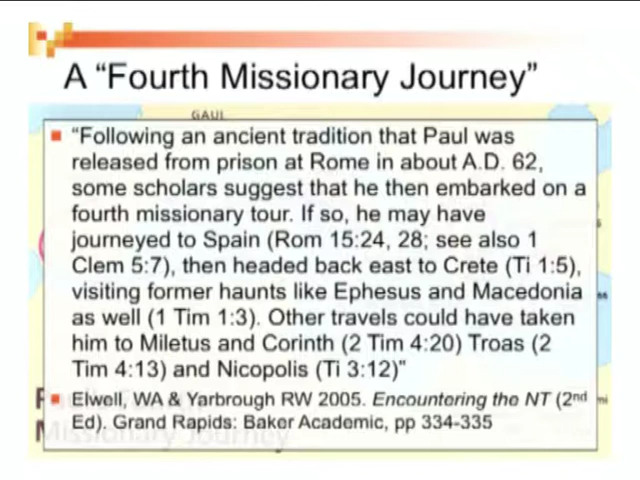 A “Fourth Missionary Journey”
GAUL
“Following an ancient tradition that Paul was
released from prison at Rome in about A.D. 62,
some scholars suggest that he then embarked on a
fourth missionary tour. If so, he may have
journeyed to Spain (Rom 15:24, 28; see also 1
Clem 5:7), then headed back east to Crete (Ti 1:5),
visiting former haunts like Ephesus and Macedonia
as well (1 Tim 1:3). Other travels could have taken
him to Miletus and Corinth (2 Tim 4:20) Troas (2
Tim 4:13) and Nicopolis (Ti 3:12)"
Elwell, WA & Yarbrough RW 2005. Encountering the NT (2nd
Ed). Grand Rapids: Baker Academic, pp 334-335
Missionary Journey